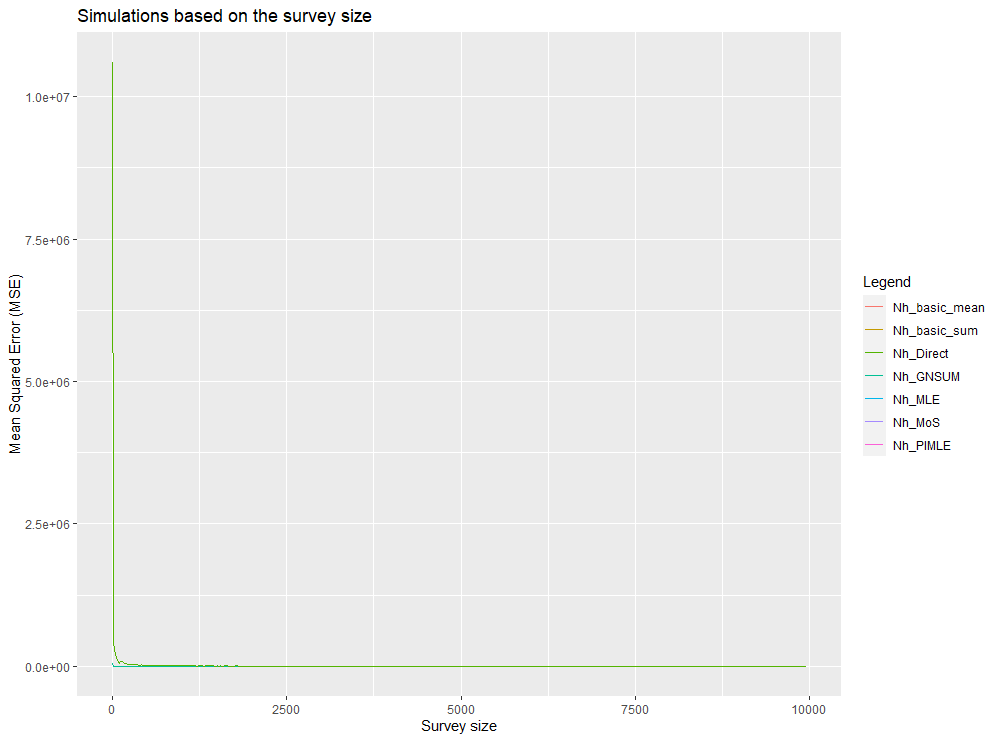 Simulations based on the survey size
Mean Squared Error (MSE)
1.0e+07
7.5e+06
5.0e+06
2.5e+06
0.0e+00
0
2500
5000
7500
10000
Survey size
Legend
Nh_basic_mean
Nh_basic_sum
Nh_Direct
Nh_GNSUM
Nh_MLE
Nh_MoS
Nh_PIMLE